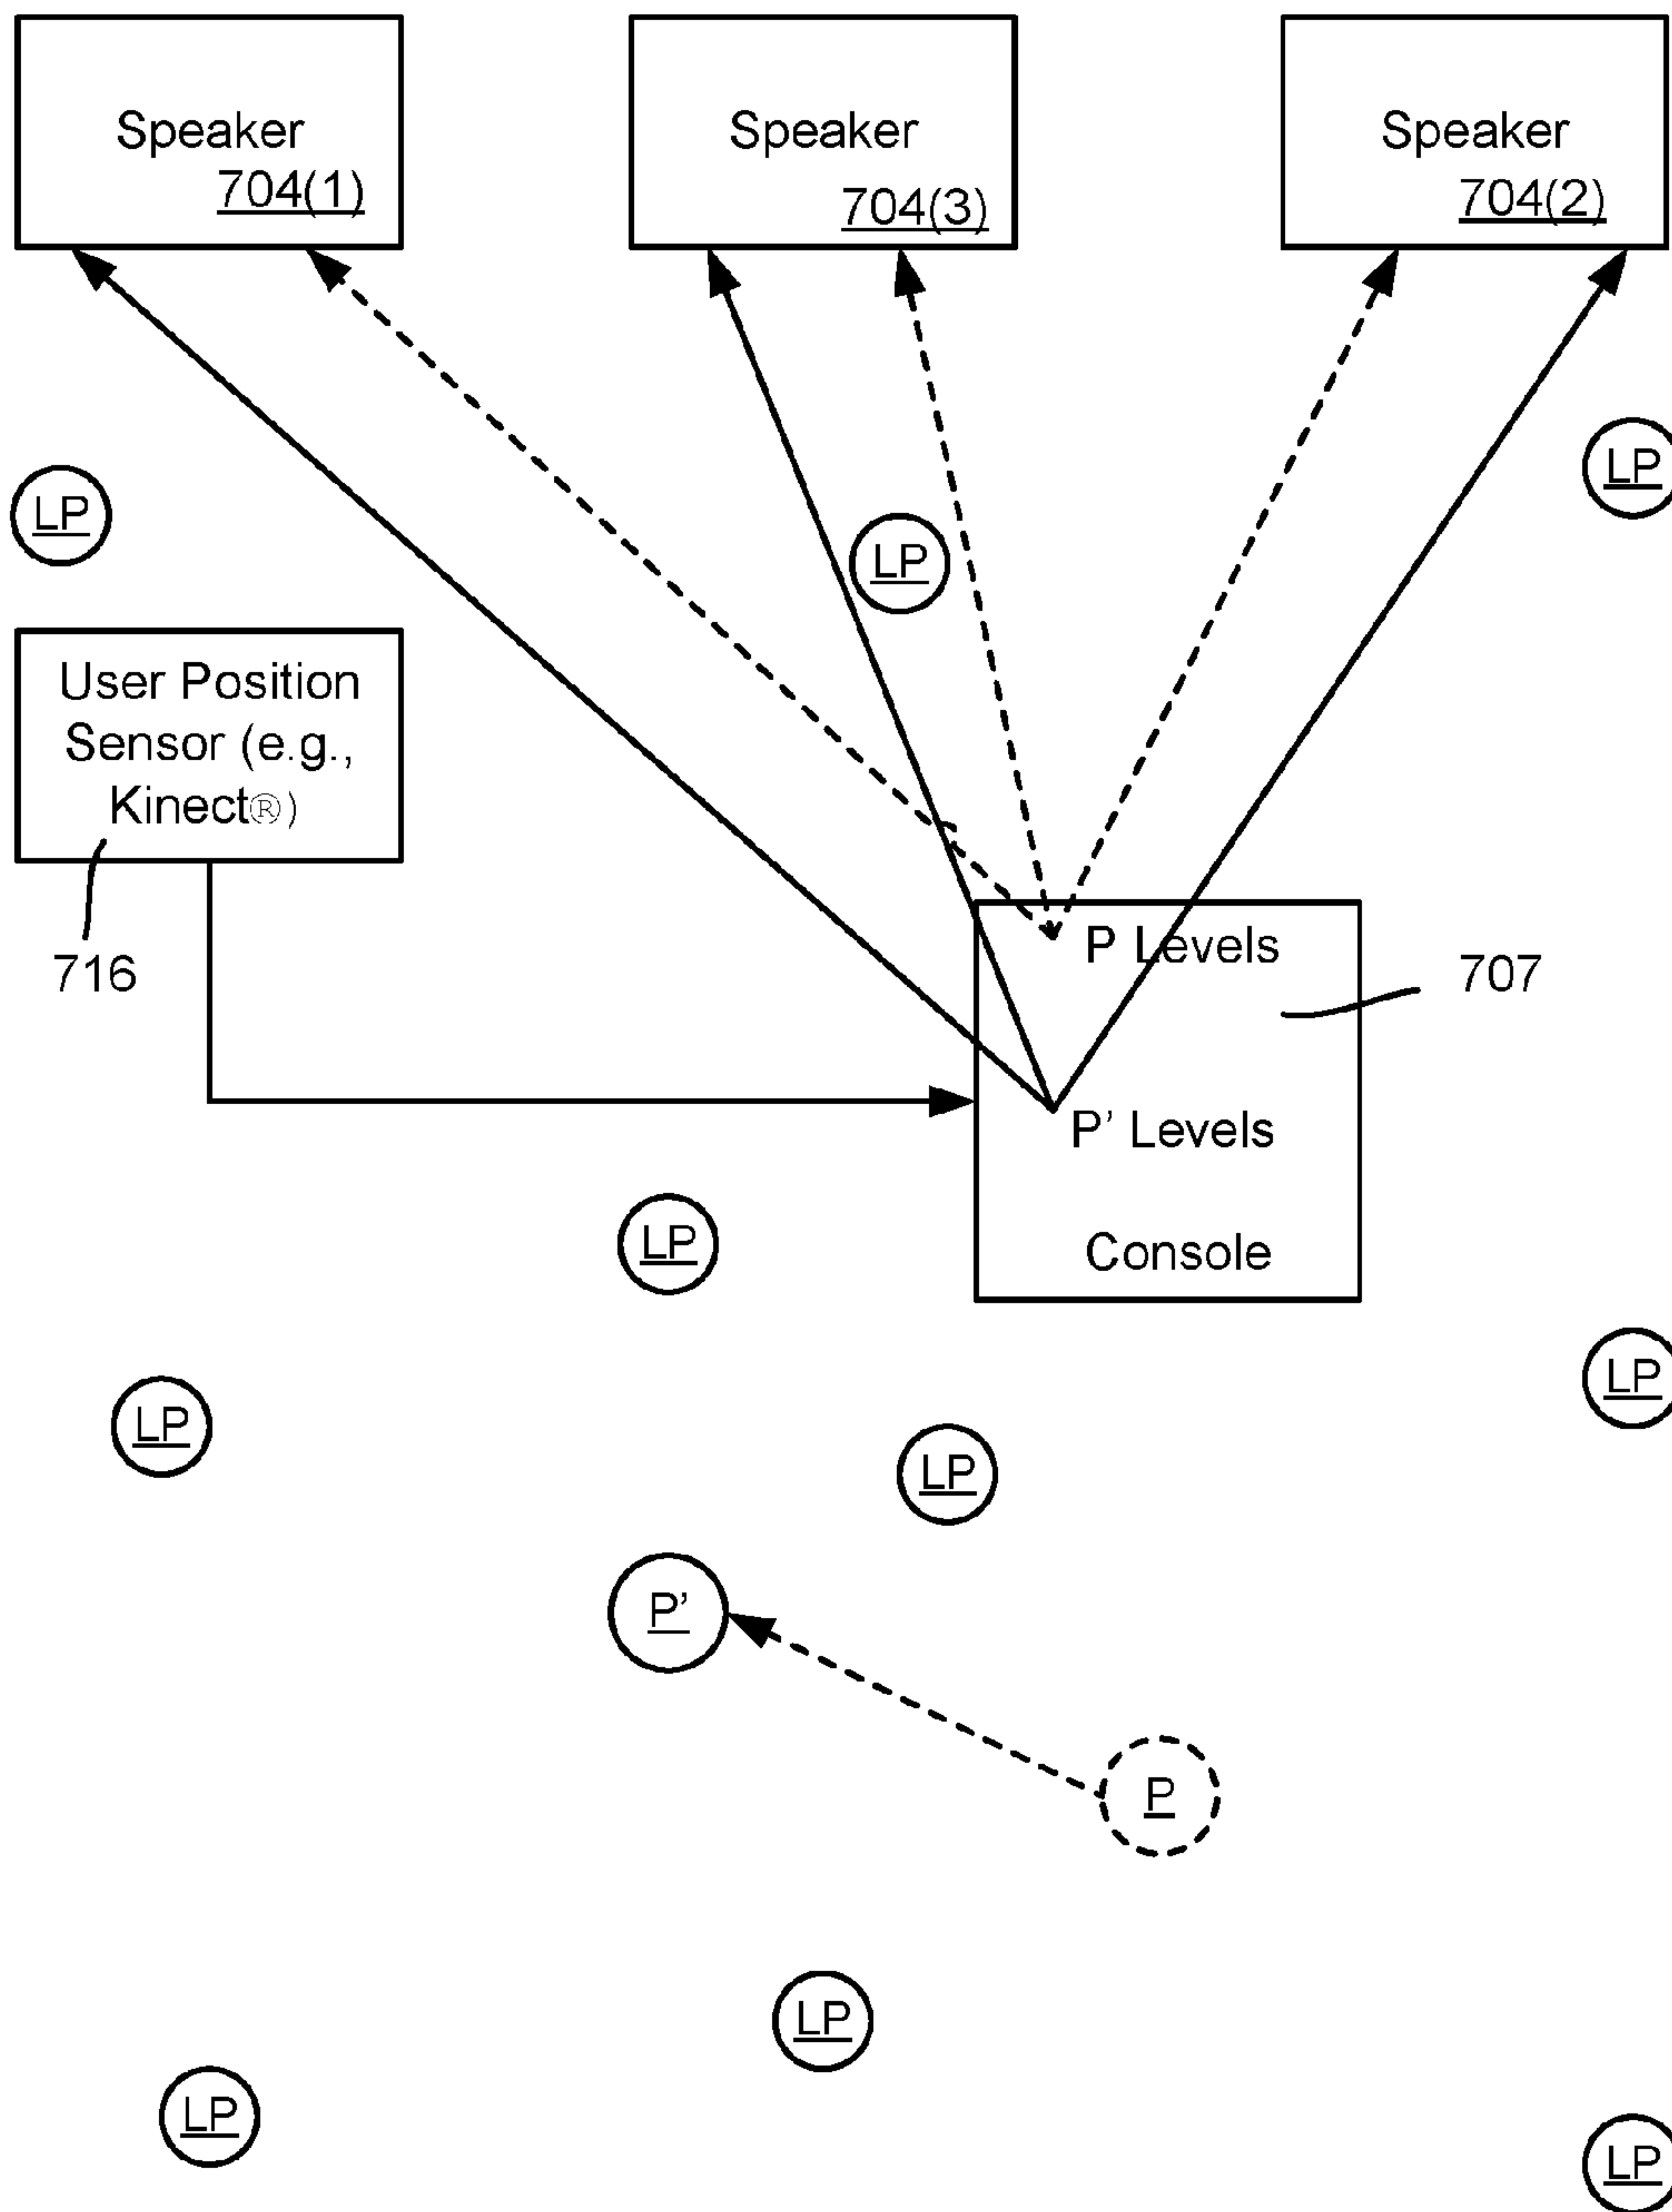 Speaker
704(1)
Speaker
704(3)
Speaker
704(2)
LP
LP
LP
User Position
Sensor (e.g.,
Kinect®)
716
P Levels
707
P' Levels
Console
LP
LP
LP
LP
P'
P
LP
LP
LP